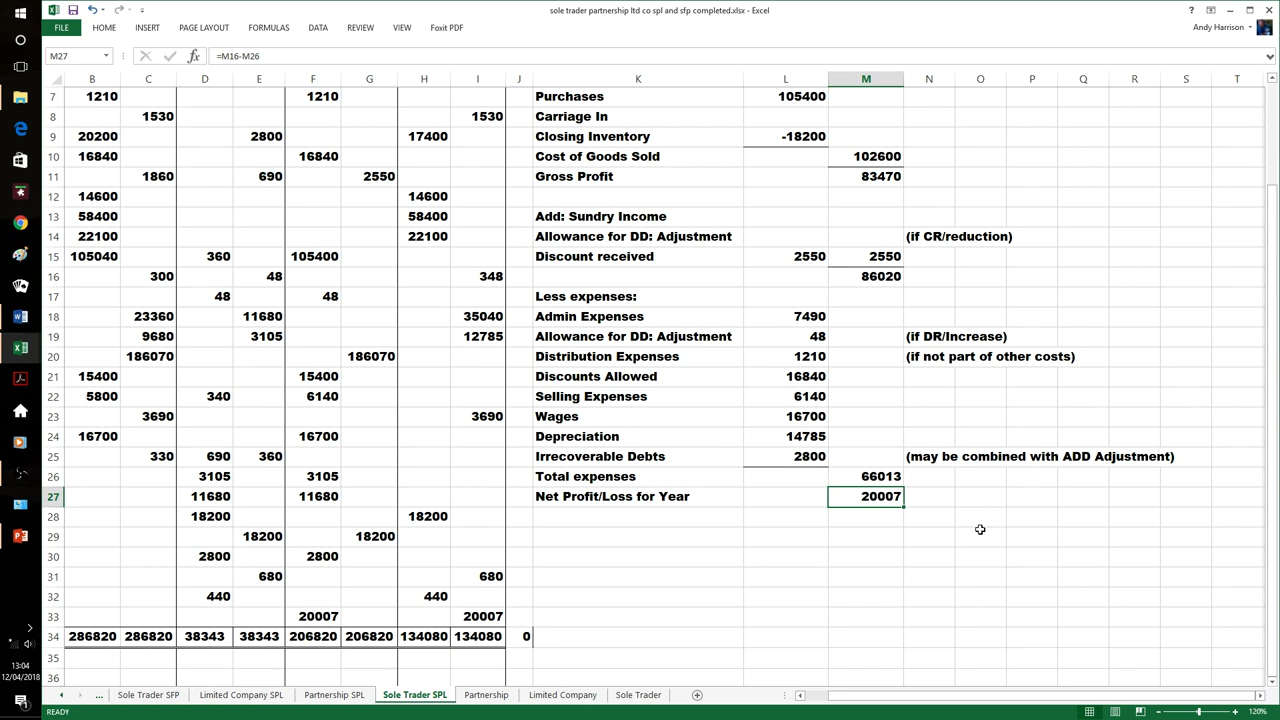 sole trader partnership ltd co spl and sfp completed.xlsx - Excel
FILE HOME INSERT PAGE LAYOUT FORMULAS DATA REVIEW VIEW Foxit PDF Andy Harrison
M27 =M16-M26
B C D E F G H I J K L M N O P Q R S T
7 1210 1210 Purchases 105400
8 1530 1530 Carriage In
9 20200 2800 17400 Closing Inventory -18200
10 16840 16840 Cost of Goods Sold 102600
11 1860 690 2550 Gross Profit 83470
12 14600 14600
13 58400 58400 Add: Sundry Income
14 22100 22100 Allowance for DD: Adjustment (if CR/reduction)
15 105040 360 105400 Discount received 2550 2550
16 300 48 348 86020
17 48 48 Less expenses:
18 23360 11680 35040 Admin Expenses 7490
19 9680 3105 12785 Allowance for DD: Adjustment 48 (if DR/Increase)
20 186070 186070 Distribution Expenses 1210 (if not part of other costs)
21 15400 15400 Discounts Allowed 16840
22 5800 340 6140 Selling Expenses 6140
23 3690 3690 Wages 16700
24 16700 16700 Depreciation 14785
25 330 690 360 Irrecoverable Debts 2800 (may be combined with ADD Adjustment)
26 3105 3105 Total expenses 66013
27 11680 11680 Net Profit/Loss for Year 20007
28 18200 18200
29 18200 18200
30 2800 2800
31 680 680
32 440 440
33 20007 20007
34 286820 286820 38343 38343 206820 206820 134080 134080 0
35
36
... Sole Trader SFP Limited Company SPL Partnership SPL Sole Trader SPL Partnership Limited Company Sole Trader
READY 120%
13:04
12/04/2018